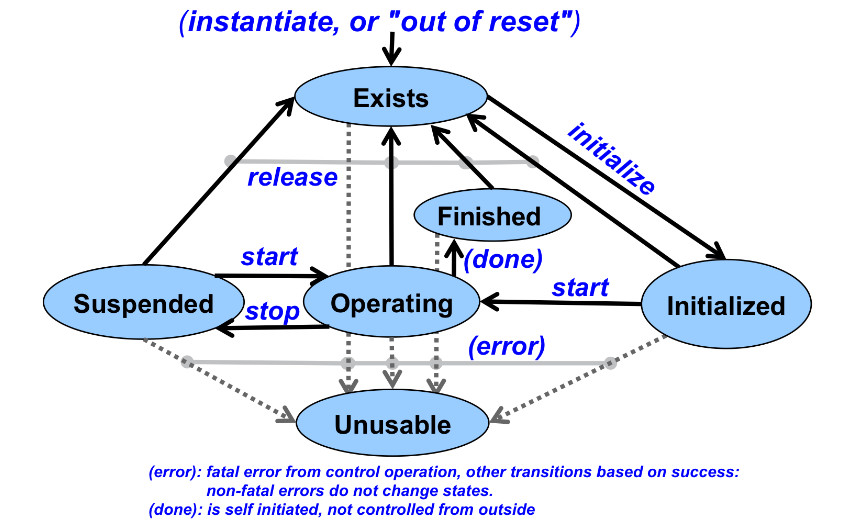 (instantiate, or "out of reset")
Exists
initialize
release
Finished
start
(done)
Suspended
Operating
start
Initialized
stop
(error)
Unusable
(error): fatal error from control operation, other transitions based on success:
non-fatal errors do not change states.
(done): is self initiated, not controlled from outside